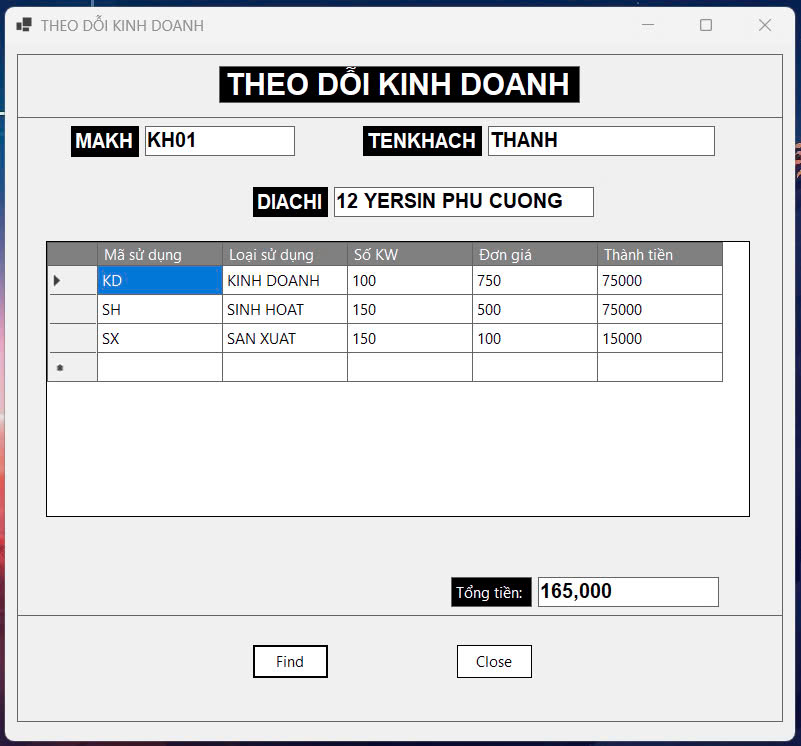 THEO DỖI KINH DOANH
THEO DỖI KINH DOANH
MAKH KH01 TENKHACH THANH
DIACHI 12 YERSIN PHU CUONG
Mã sử dụng Loại sử dụng Số KW Đơn giá Thành tiền
KD KINH DOANH 100 750 75000
SH SINH HOAT 150 500 75000
SX SAN XUAT 150 100 15000
Tổng tiền: 165,000
Find Close